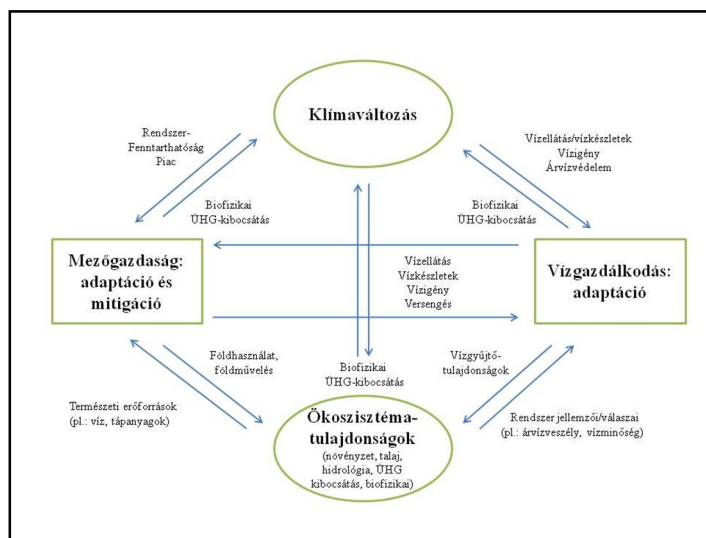 Klímaváltozás
Rendszer-
Fenntarthatóság
Piac
Vízellátás/vízkészletek
Vízigény
Árvízvédelem
Biofizikai
ÜHG-kibocsátás
Biofizikai
ÜHG-kibocsátás
Mezőgazdaság:
adaptáció és
mitigáció
Vízellátás
Vízkészletek
Vízigény
Versengés
Vízgazdálkodás:
adaptáció
Földhasználat,
földművelés
Biofizikai
ÜHG-kibocsátás
Vízgyűjtő-
tulajdonságok
Természeti erőforrások
(pl.: víz, tápanyagok)
Ökoszisztéma-
tulajdonságok
(növényzet, talaj,
hidrológia, ÜHG
kibocsátás, biofizikai)
Rendszer jellemzői/válaszai
(pl.: árvízveszély, vízminőség)